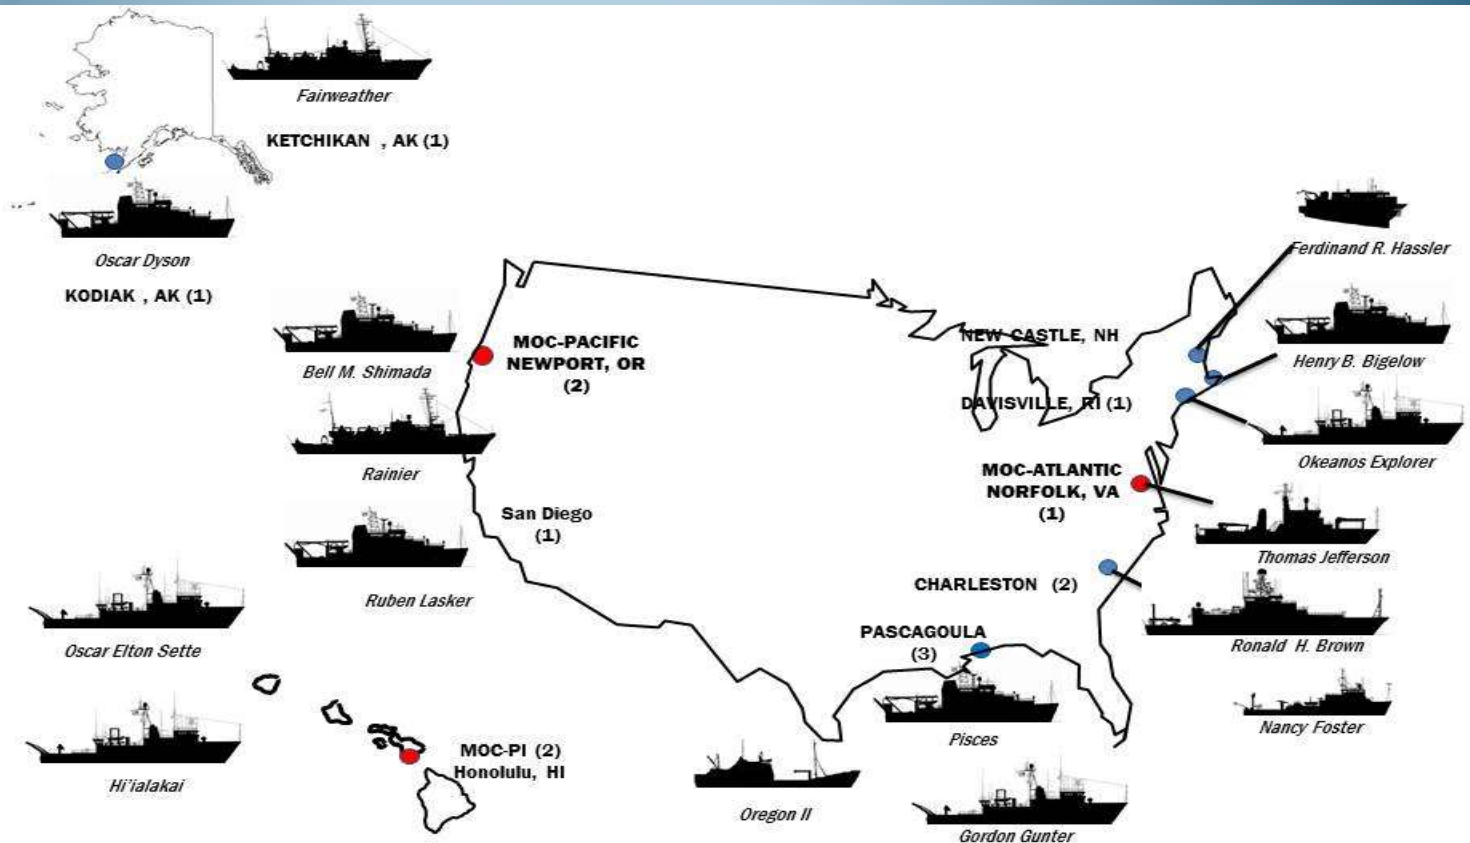 Fairweather
KETCHIKAN , AK (1)
Oscar Dyson
KODIAK , AK (1)
Bell M. Shimada
MOC-PACIFIC
NEWPORT, OR
(2)
Rainier
San Diego
(1)
Ruben Lasker
Oscar Elton Sette
Hi'ialakai
MOC-PI (2)
Honolulu, HI
Ferdinand R. Hassler
NEW CASTLE, NH
Henry B. Bigelow
DAVISVILLE, RI (1)
Okeanos Explorer
MOC-ATLANTIC
NORFOLK, VA
(1)
Thomas Jefferson
CHARLESTON (2)
Ronald H. Brown
Nancy Foster
PASCAGOULA
(3)
Pisces
Oregon II
Gordon Gunter